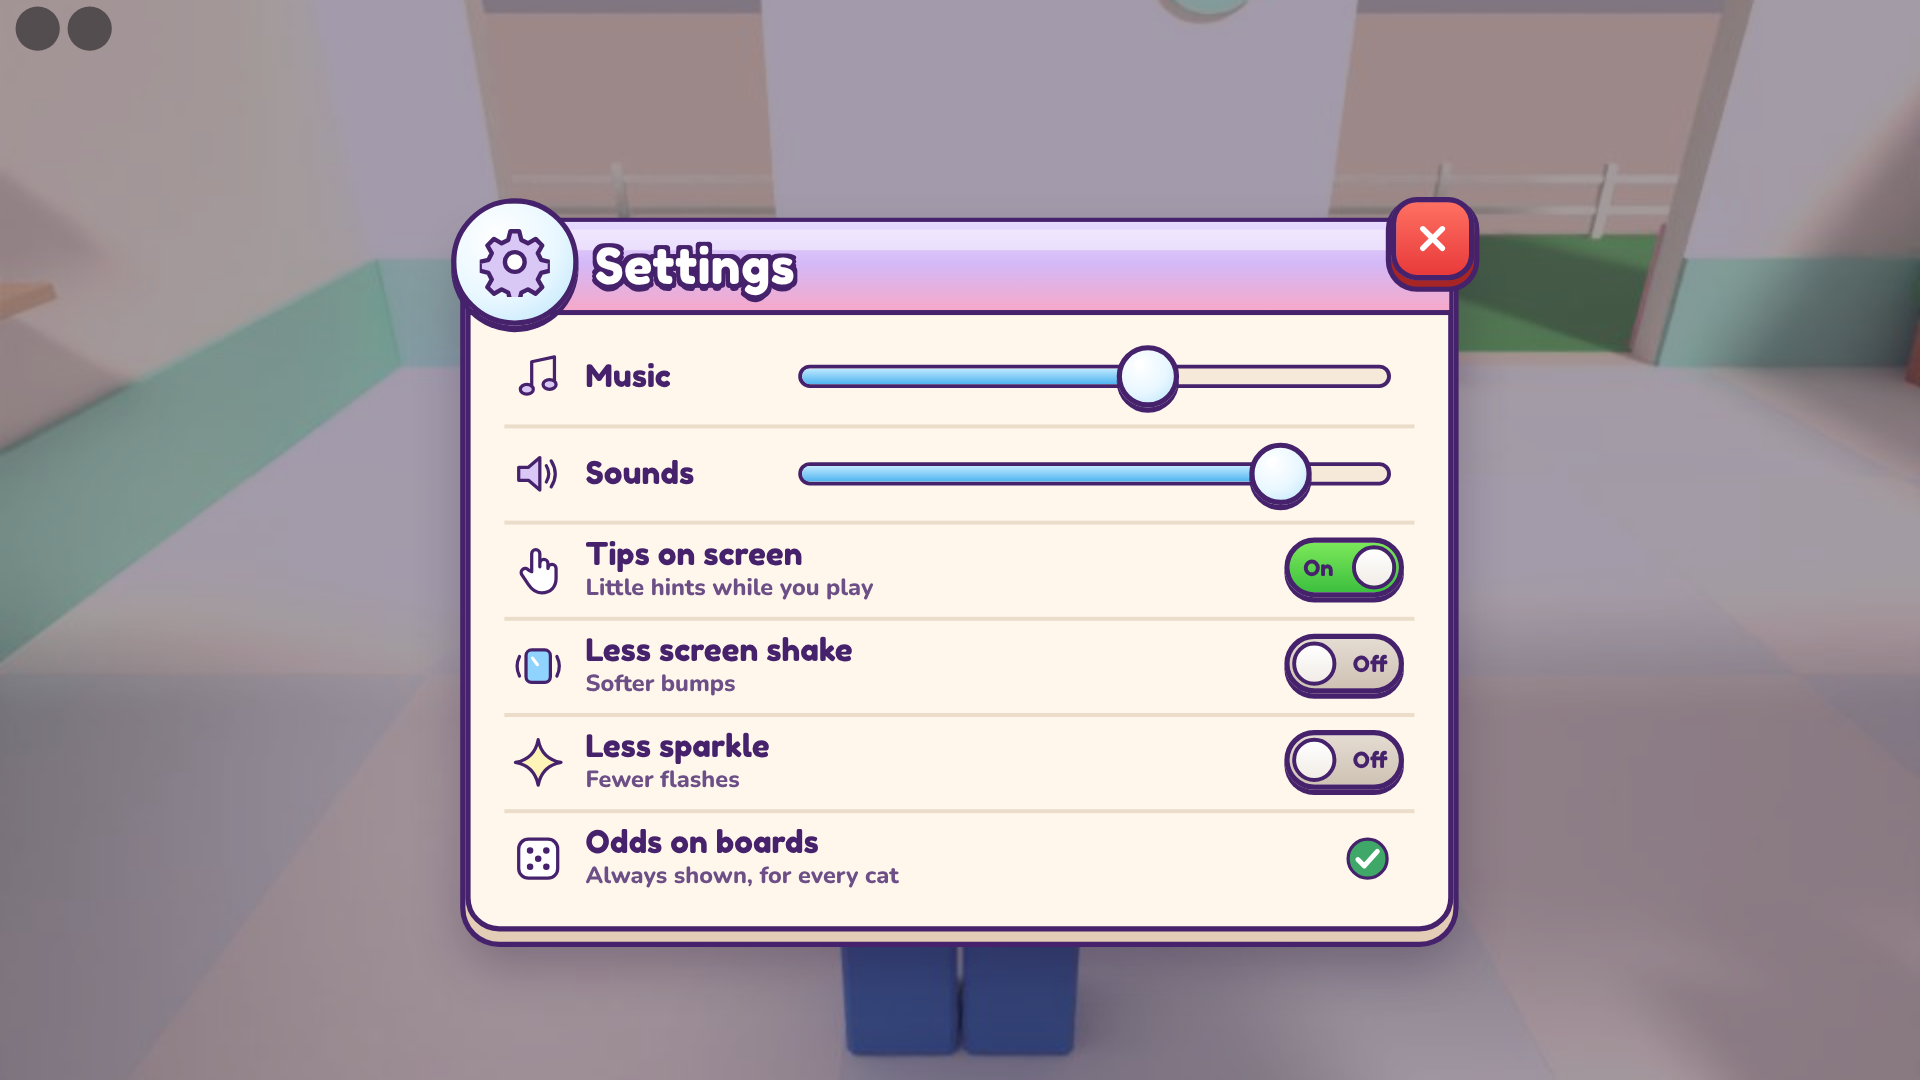 Settings
Music
Sounds
Tips on screen
Little hints while you play
On
Less screen shake
Softer bumps
Off
Less sparkle
Fewer flashes
Off
Odds on boards
Always shown, for every cat